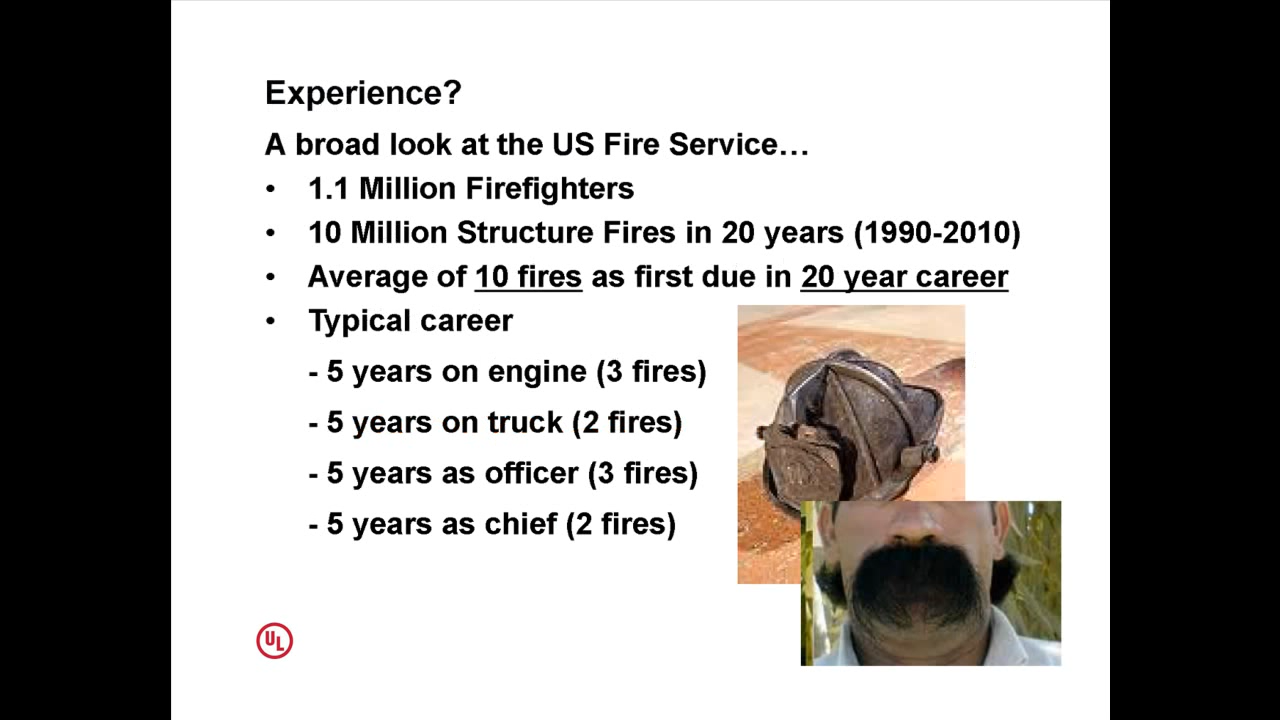 Experience?
A broad look at the US Fire Service…
• 1.1 Million Firefighters
• 10 Million Structure Fires in 20 years (1990-2010)
• Average of 10 fires as first due in 20 year career
• Typical career
- 5 years on engine (3 fires)
- 5 years on truck (2 fires)
- 5 years as officer (3 fires)
- 5 years as chief (2 fires)
UL